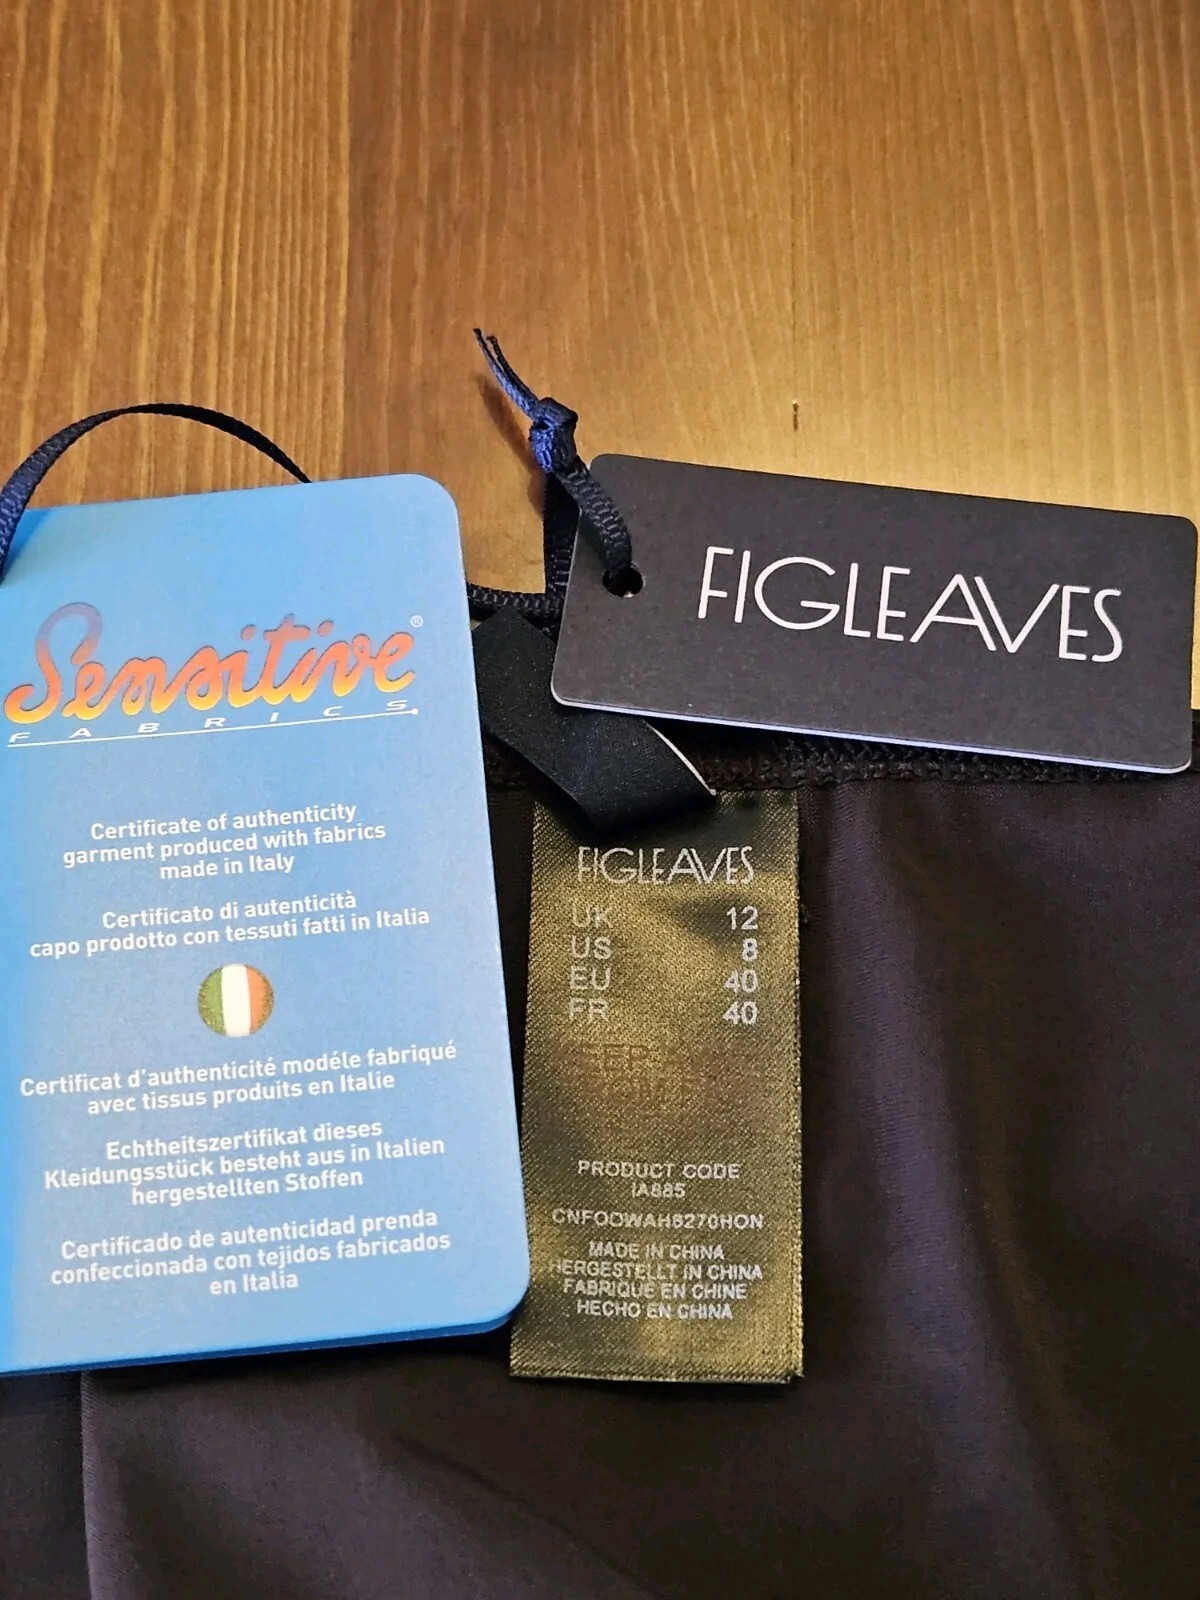 Sensitive®
FABRICS
Certificate of authenticity
garment produced with fabrics
made in Italy
Certificato di autenticità
capo prodotto con tessuti fatti in Italia
Certificat d'authenticité modéle fabriqué
avec tissus produits en Italie
Echtheitszertifikat dieses
Kleidungsstück besteht aus in Italien
hergestellten Stoffen
Certificado de autenticidad prenda
confeccionada con tejidos fabricados
en Italia
FIGLEAVES
FIGLEAVES
UK 12
US 8
EU 40
FR 40
PRODUCT CODE
IA885
CNFOOWAH8270HON
MADE IN CHINA
HERGESTELLT IN CHINA
FABRIQUE EN CHINE
HECHO EN CHINA